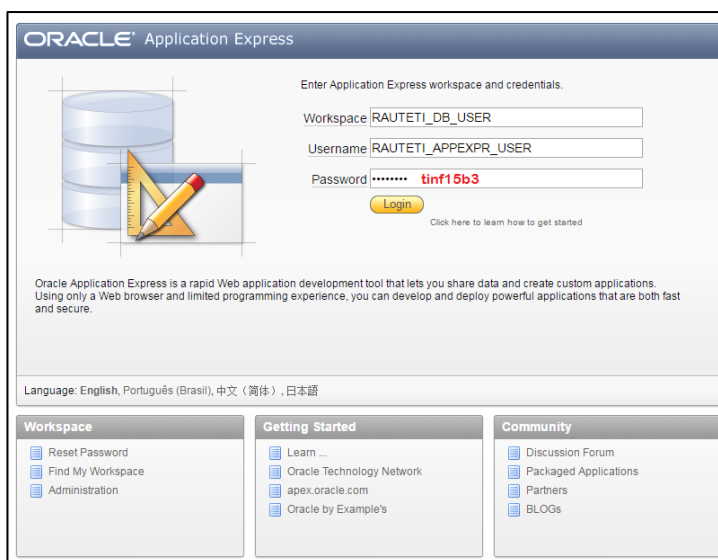 ORACLE® Application Express
Enter Application Express workspace and credentials.
Workspace RAUTETI_DB_USER
Username RAUTETI_APPEXPR_USER
Password •••••••• tinf15b3
Login
Click here to learn how to get started
Oracle Application Express is a rapid Web application development tool that lets you share data and create custom applications.
Using only a Web browser and limited programming experience, you can develop and deploy powerful applications that are both fast
and secure.
Language: English, Português (Brasil), 中文（简体）, 日本語
Workspace
Reset Password
Find My Workspace
Administration
Getting Started
Learn ...
Oracle Technology Network
apex.oracle.com
Oracle by Example's
Community
Discussion Forum
Packaged Applications
Partners
BLOGs